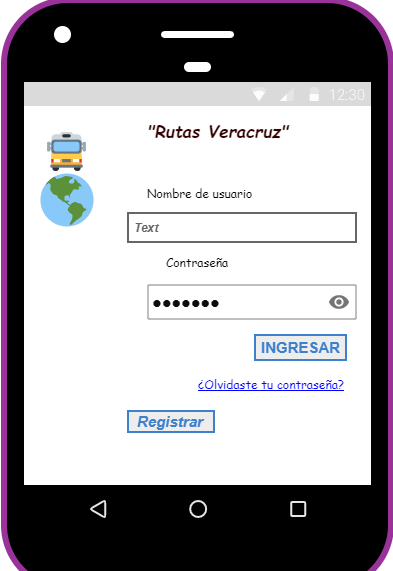 12:30
"Rutas Veracruz"
Nombre de usuario
Text
Contraseña
●●●●●●●
INGRESAR
¿Olvidaste tu contraseña?
Registrar